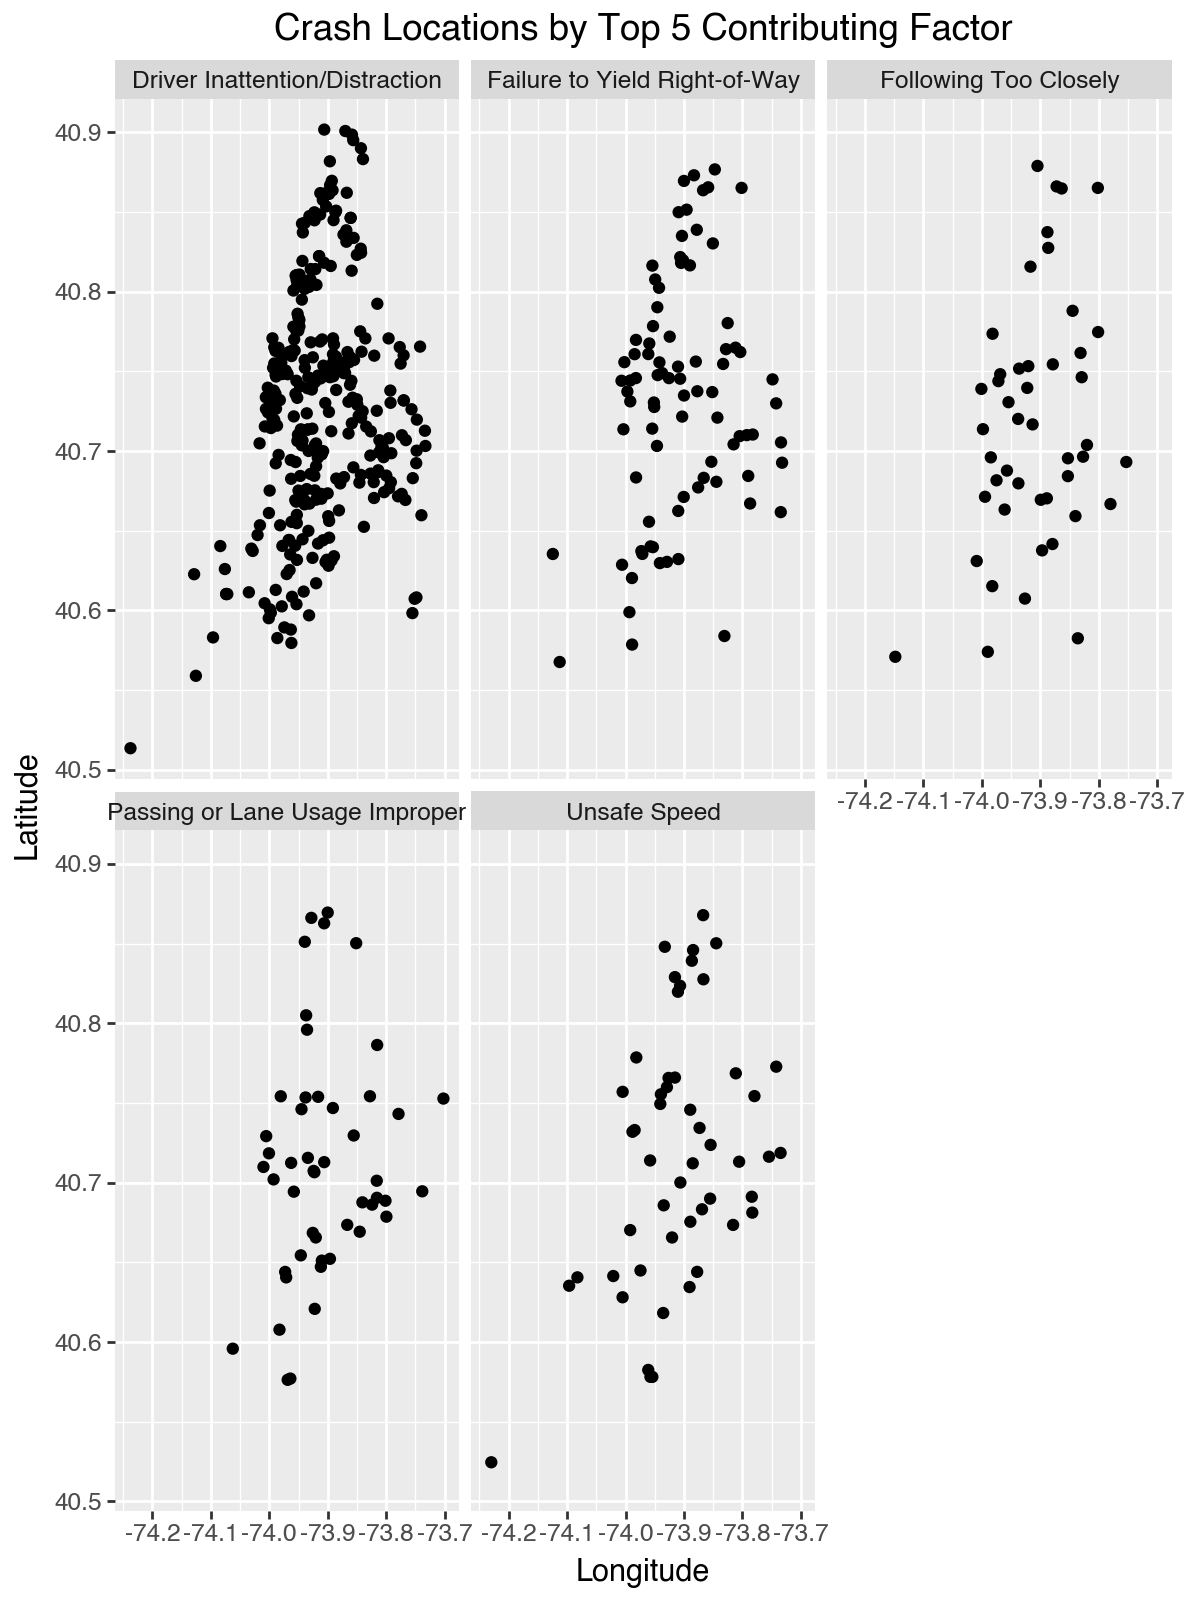 Crash Locations by Top 5 Contributing Factor
Driver Inattention/Distraction
Failure to Yield Right-of-Way
Following Too Closely
40.9
40.8
40.7
40.6
40.5
-74.2 -74.1 -74.0 -73.9 -73.8 -73.7
Latitude
Passing or Lane Usage Improper
Unsafe Speed
40.9
40.8
40.7
40.6
40.5
-74.2 -74.1 -74.0 -73.9 -73.8 -73.7
-74.2 -74.1 -74.0 -73.9 -73.8 -73.7
Longitude